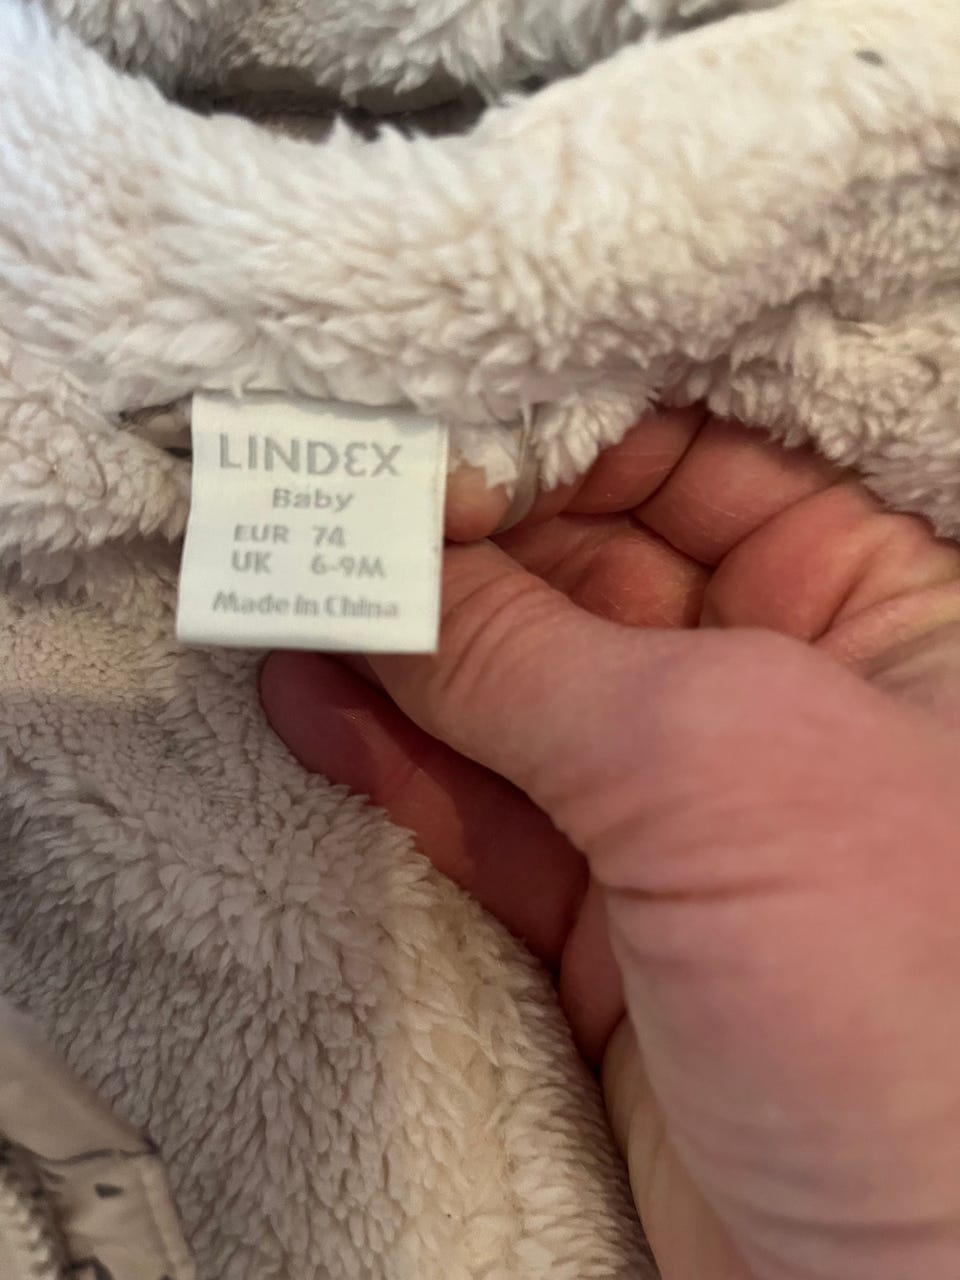 LINDEX
Baby
EUR 74
UK 6-9M
Made in China